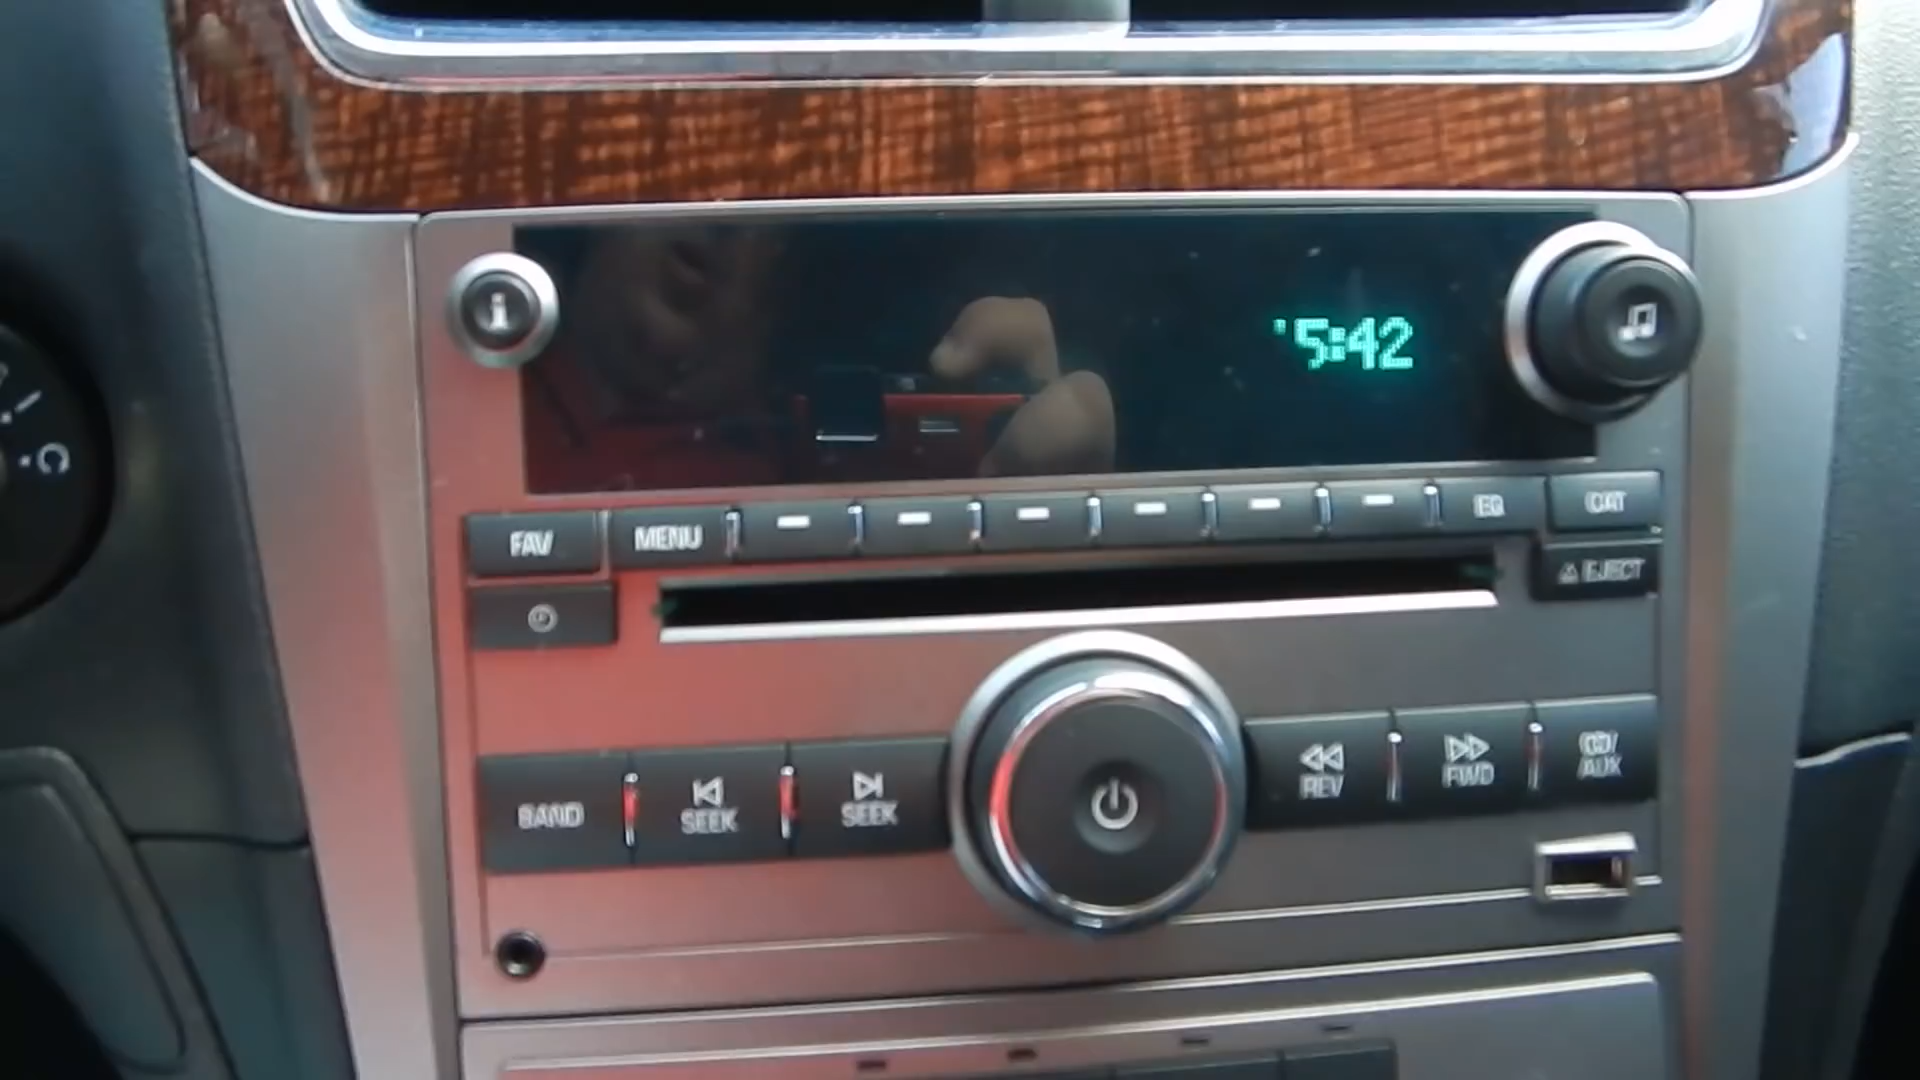 i
5:42
FAV
MENU
EQ
CAT
EJECT
BAND
SEEK
SEEK
REV
FWD
CD/
AUX